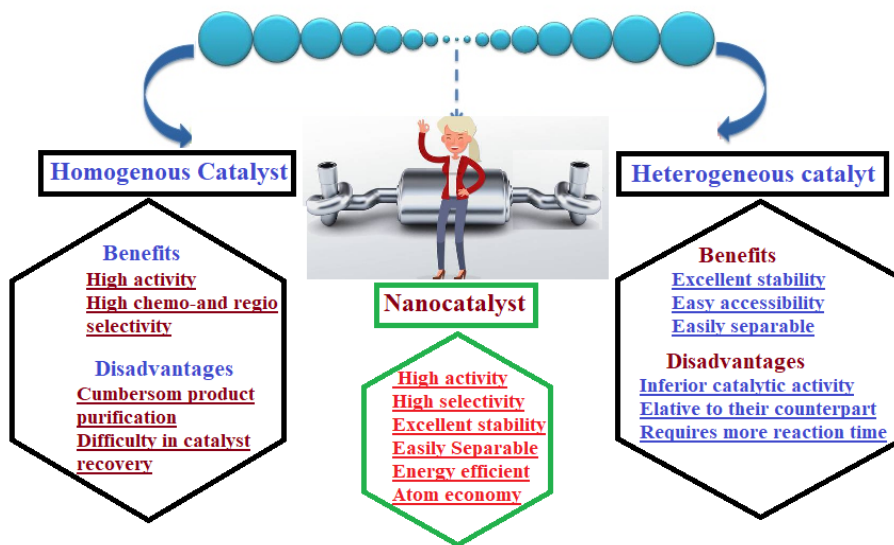 Homogenous Catalyst
Benefits
High activity
High chemo-and regio
selectivity
Disadvantages
Cumbersom product
purification
Difficulty in catalyst
recovery
Nanocatalyst
High activity
High selectivity
Excellent stability
Easily Separable
Energy efficient
Atom economy
Heterogeneous catalyt
Benefits
Excellent stability
Easy accessibility
Easily separable
Disadvantages
Inferior catalytic activity
Elative to their counterpart
Requires more reaction time